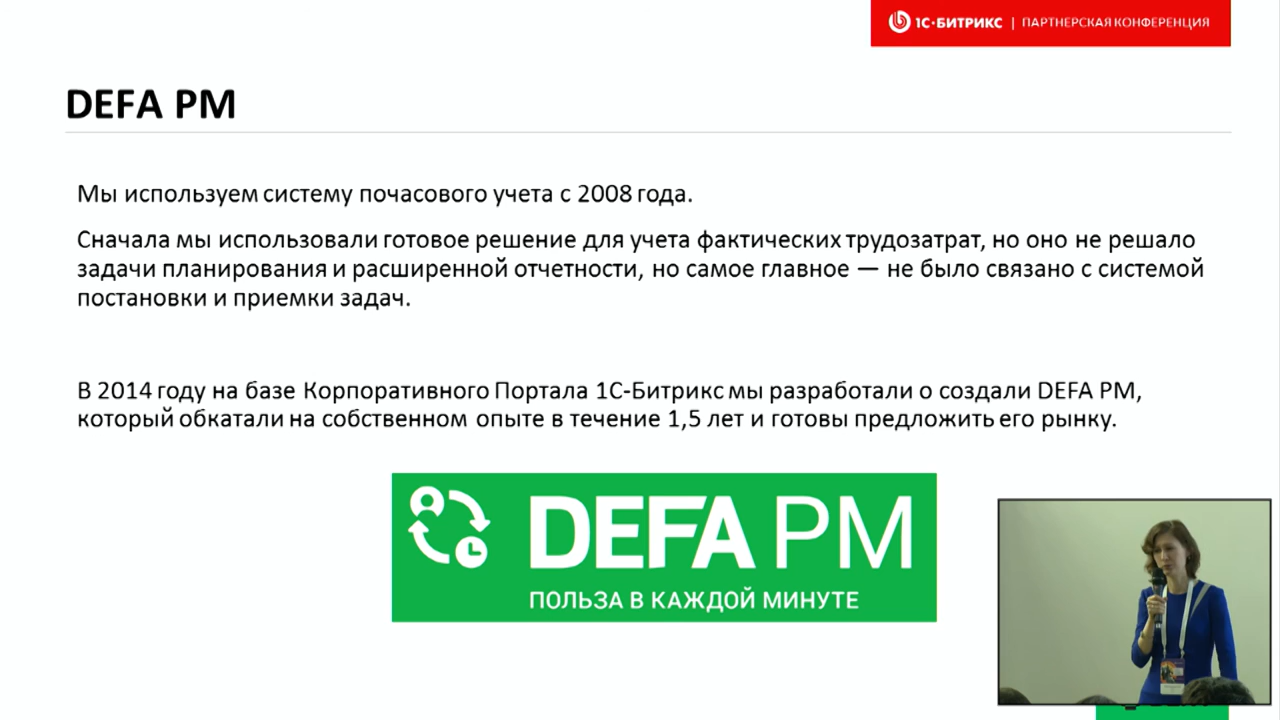 1С-БИТРИКС | ПАРТНЕРСКАЯ КОНФЕРЕНЦИЯ
DEFA PM
Мы используем систему почасового учета с 2008 года.
Сначала мы использовали готовое решение для учета фактических трудозатрат, но оно не решало
задачи планирования и расширенной отчетности, но самое главное — не было связано с системой
постановки и приемки задач.
В 2014 году на базе Корпоративного Портала 1С-Битрикс мы разработали о создали DEFA PM,
который обкатали на собственном опыте в течение 1,5 лет и готовы предложить его рынку.
DEFA PM
ПОЛЬЗА В КАЖДОЙ МИНУТЕ